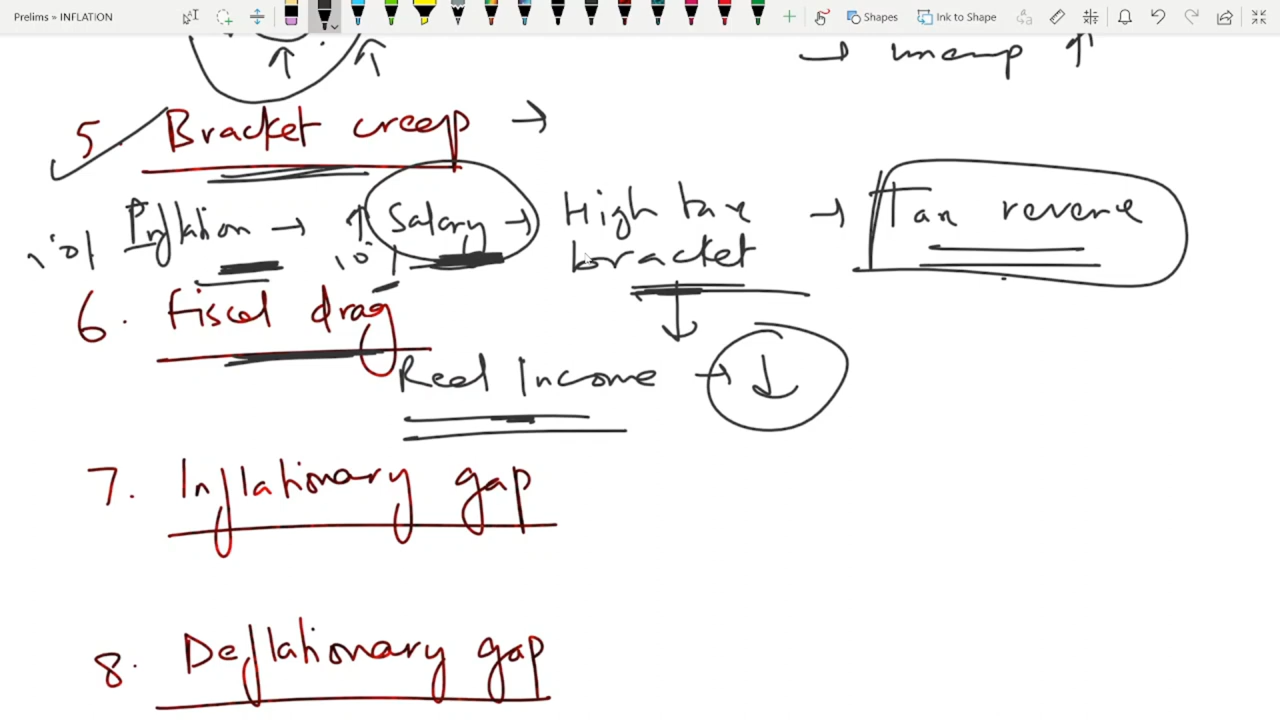 Prelims » INFLATION
Shapes
Ink to Shape
→ unemp ↑
5. Bracket creep →
10% Inflation → ↑ 10% Salary → High tax bracket → Tax revenue
6. Fiscal drag
Real Income → ↓
7. Inflationary gap
8. Deflationary gap